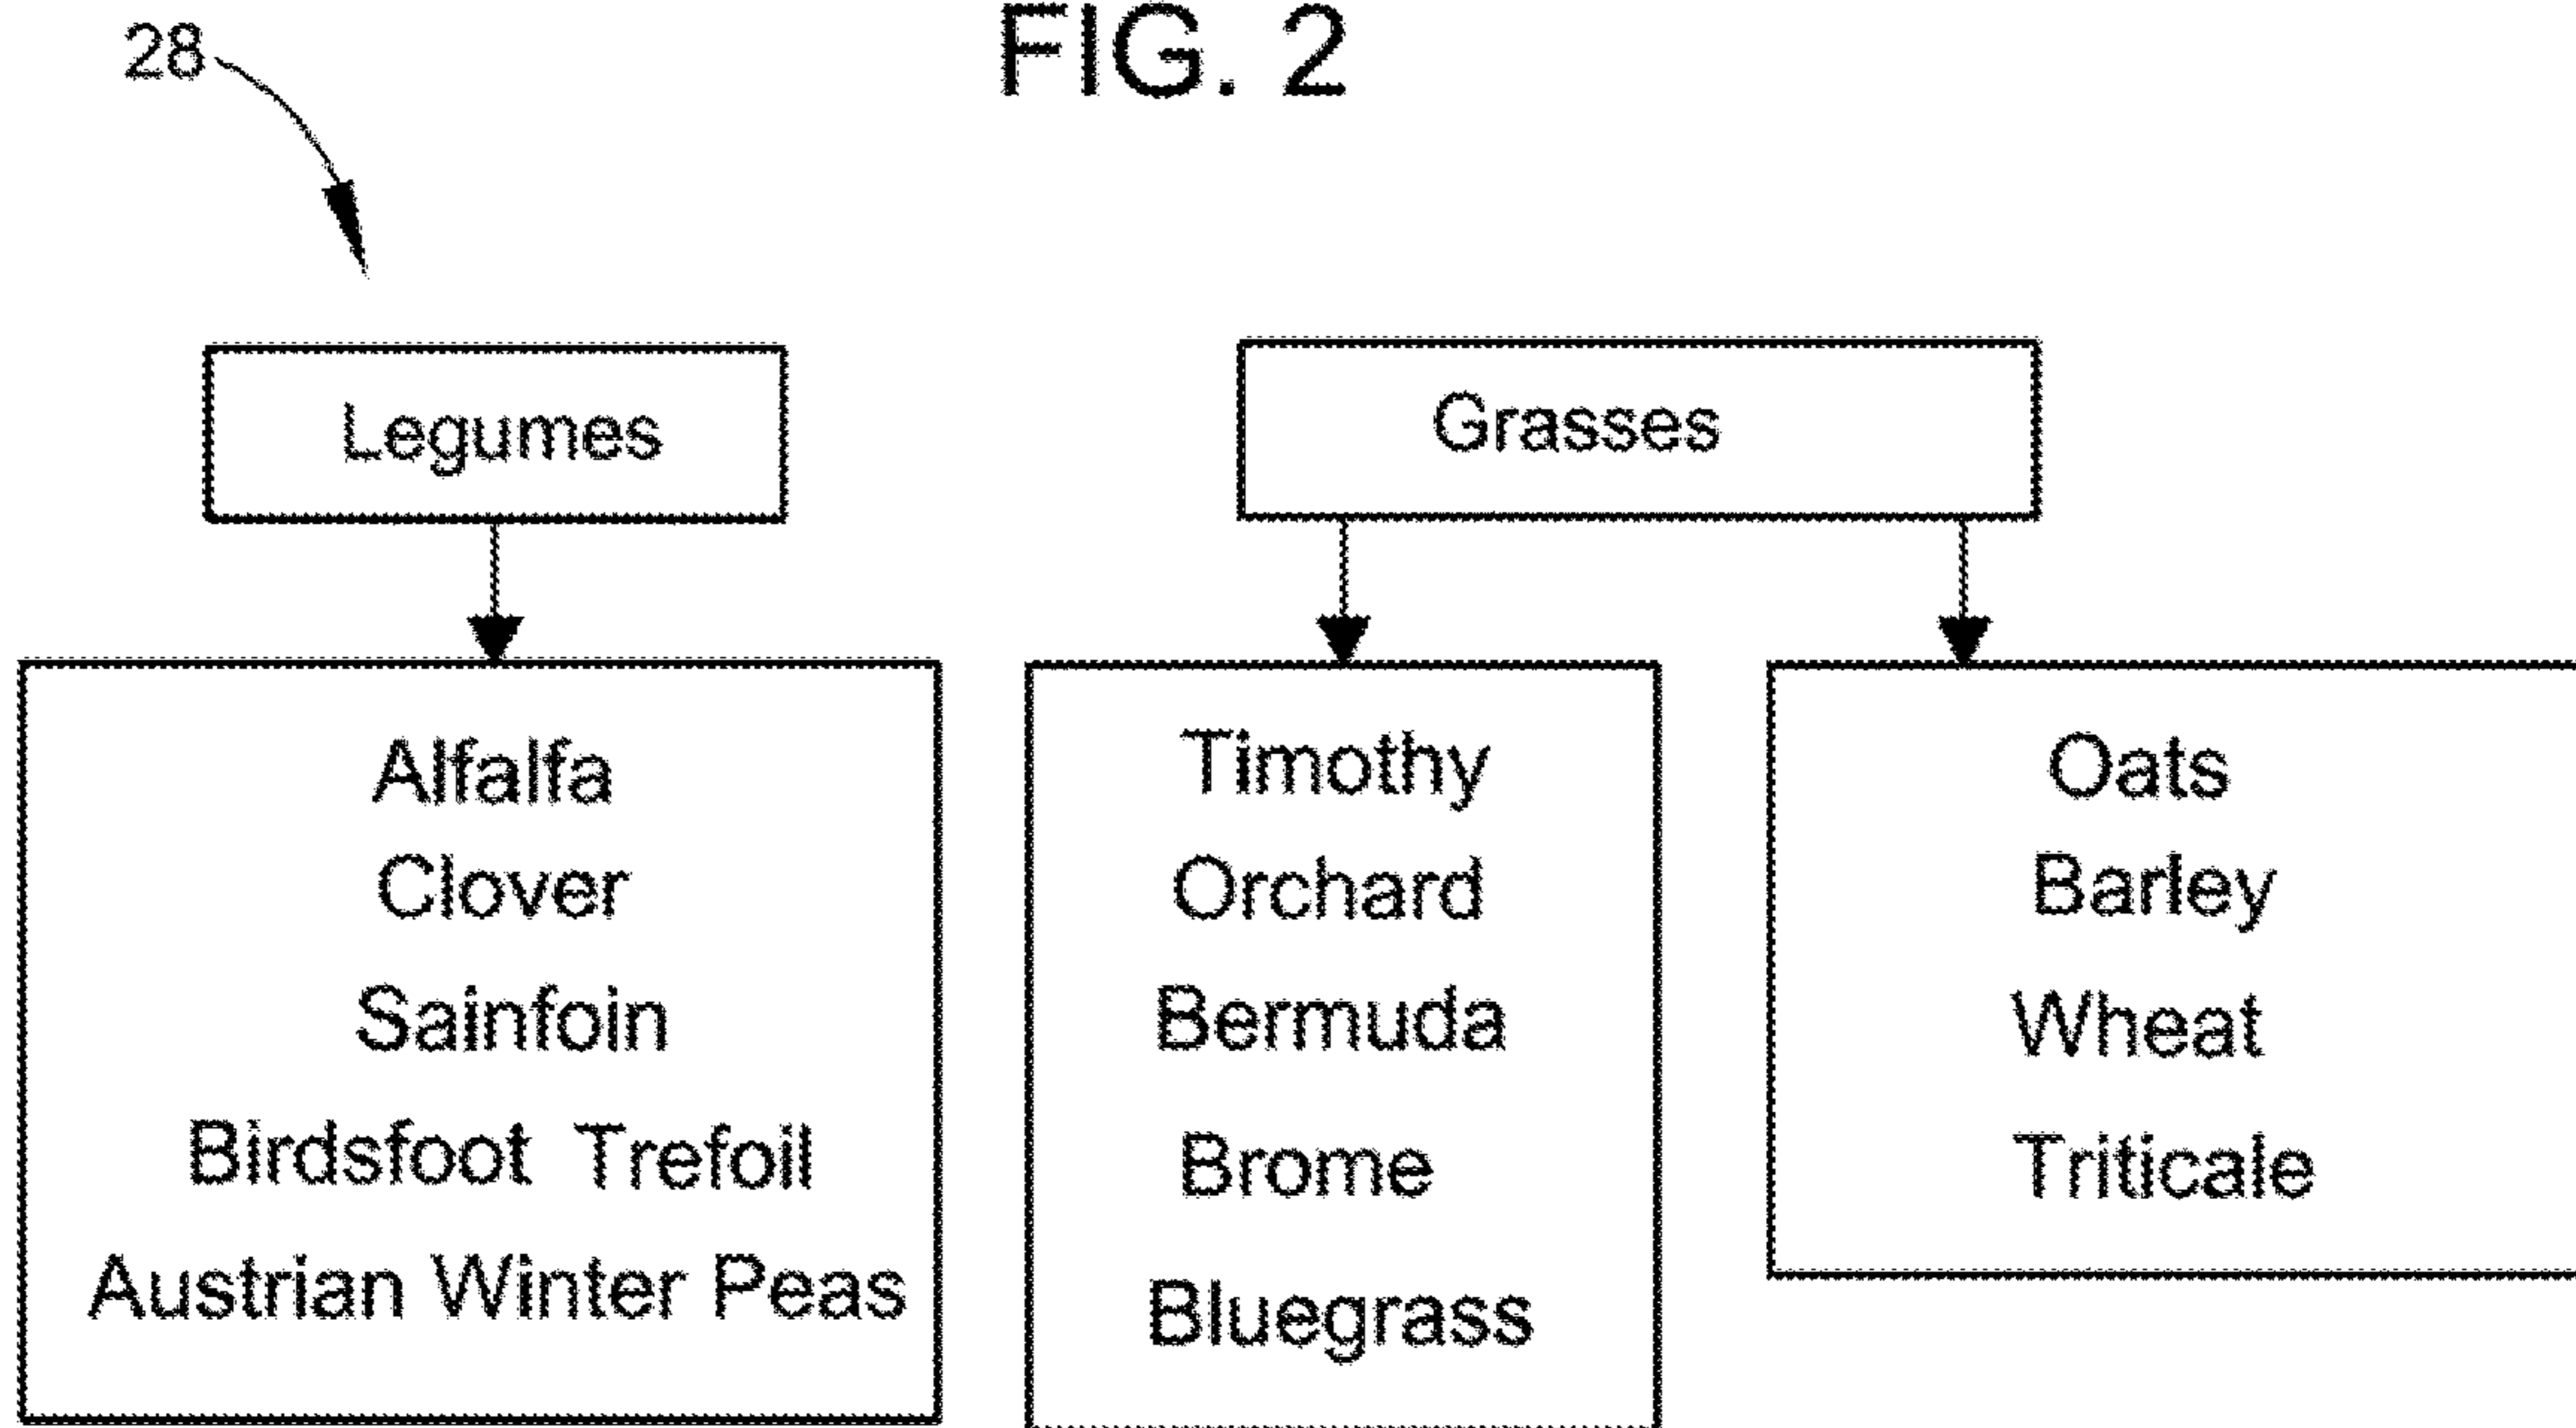 28
FIG. 2
Legumes
Grasses
Alfalfa
Clover
Sainfoin
Birdsfoot Trefoil
Austrian Winter Peas
Timothy
Orchard
Bermuda
Brome
Bluegrass
Oats
Barley
Wheat
Triticale